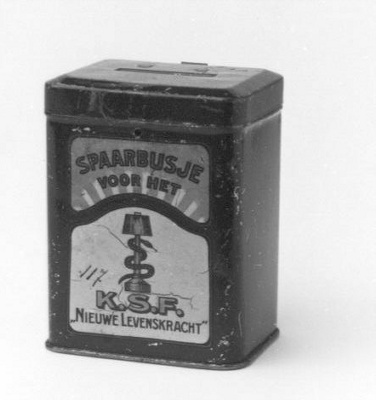 SPAARBUSJE
VOOR HET
117.
K.S.F.
„NIEUWE LEVENSKRACHT"